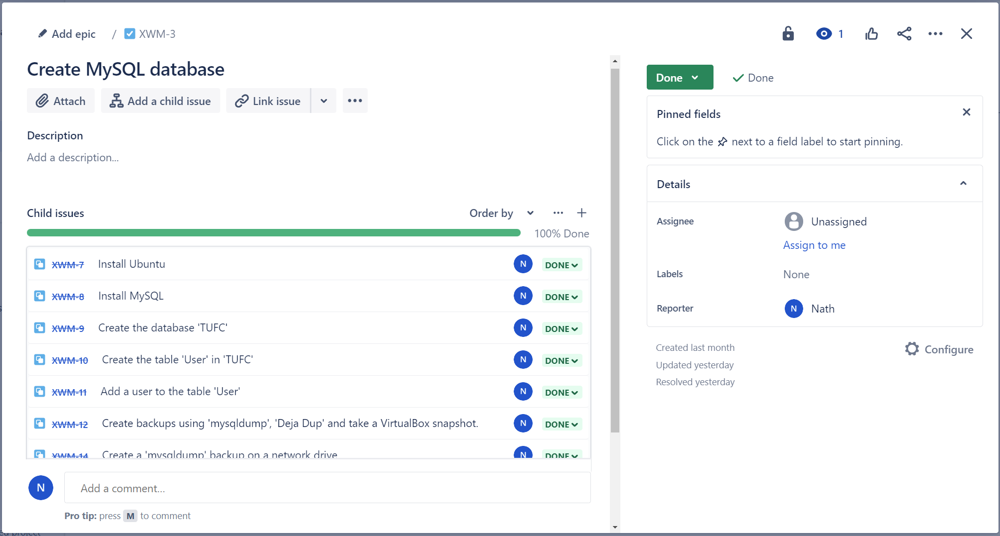 Add epic / XWM-3
1
Create MySQL database
Attach
Add a child issue
Link issue
Description
Add a description...
Child issues
Order by
100% Done
XWM-7 Install Ubuntu N DONE
XWM-8 Install MySQL N DONE
XWM-9 Create the database 'TUFC' N DONE
XWM-10 Create the table 'User' in 'TUFC' N DONE
XWM-11 Add a user to the table 'User' N DONE
XWM-12 Create backups using 'mysqldump', 'Deja Dup' and take a VirtualBox snapshot. N DONE
XWM-14 Create a 'mysqldump' backup on a network drive N DONE
N
Add a comment...
Pro tip: press M to comment
Done
Done
Pinned fields
Click on the next to a field label to start pinning.
Details
Assignee
Unassigned
Assign to me
Labels
None
Reporter
N Nath
Created last month
Configure
Updated yesterday
Resolved yesterday